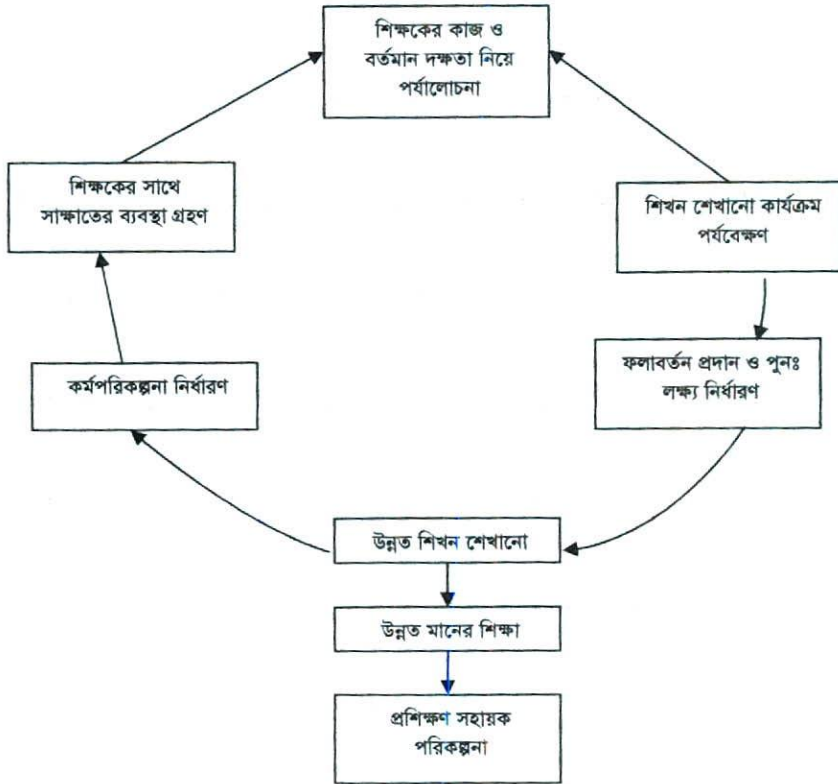 শিক্ষকের কাজ ও
বর্তমান দক্ষতা নিয়ে
পর্যালোচনা
শিক্ষকের সাথে
সাক্ষাতের ব্যবস্থা গ্রহণ
শিখন শেখানো কার্যক্রম
পর্যবেক্ষণ
কর্মপরিকল্পনা নির্ধারণ
ফলাবর্তন প্রদান ও পুনঃ
লক্ষ্য নির্ধারণ
উন্নত শিখন শেখানো
উন্নত মানের শিক্ষা
প্রশিক্ষণ সহায়ক
পরিকল্পনা